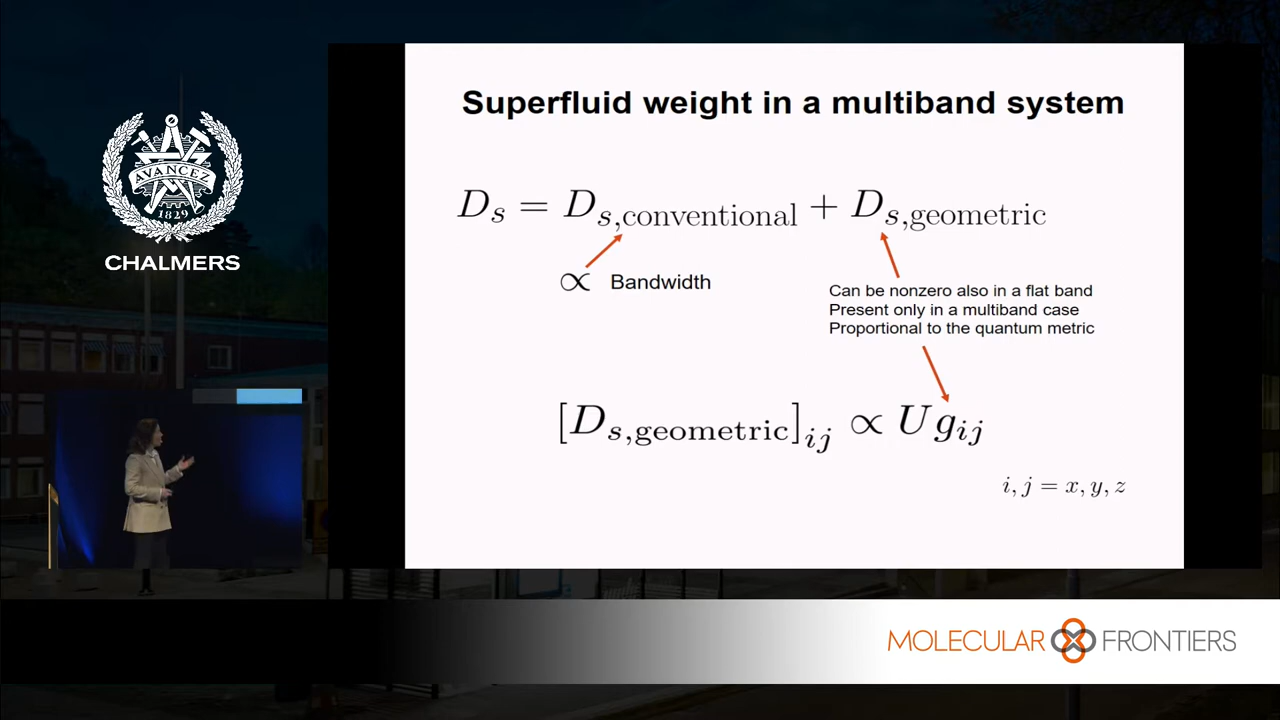 AVANCEZ
1829
CHALMERS
Superfluid weight in a multiband system
D_s = D_{s,conventional} + D_{s,geometric}
∝ Bandwidth
Can be nonzero also in a flat band
Present only in a multiband case
Proportional to the quantum metric
[D_{s,geometric}]_{ij} ∝ U g_{ij}
i, j = x, y, z
MOLECULAR FRONTIERS